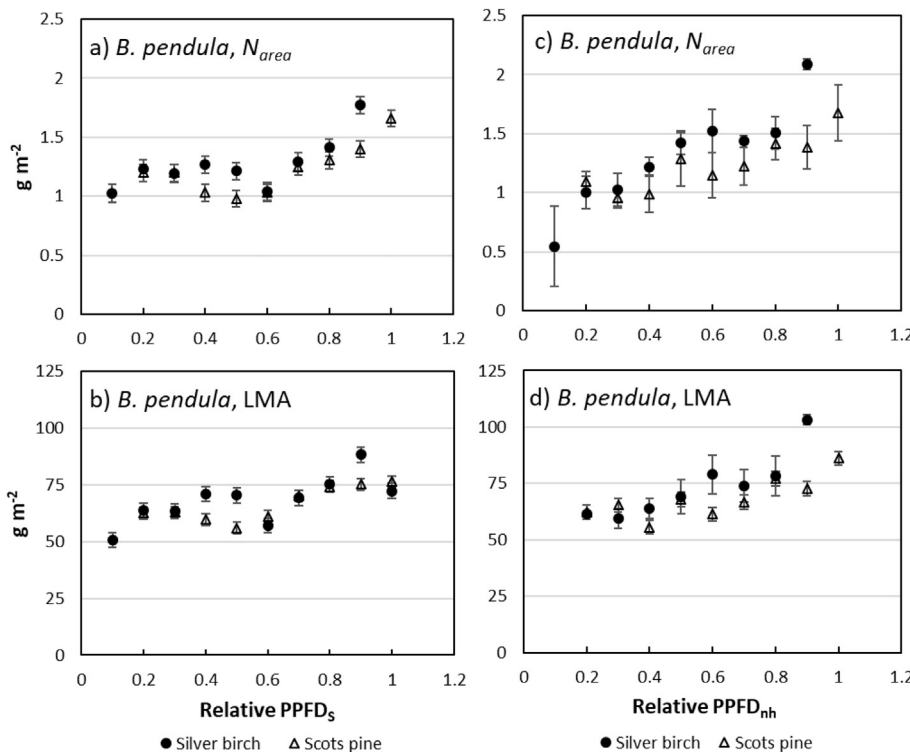 a) B. pendula, N_area
g m⁻²
2.5
2
1.5
1
0.5
0
0 0.2 0.4 0.6 0.8 1 1.2
c) B. pendula, N_area
2.5
2
1.5
1
0.5
0
0 0.2 0.4 0.6 0.8 1 1.2
b) B. pendula, LMA
g m⁻²
125
100
75
50
25
0
0 0.2 0.4 0.6 0.8 1 1.2
Relative PPFD_S
● Silver birch △ Scots pine
d) B. pendula, LMA
125
100
75
50
25
0
0 0.2 0.4 0.6 0.8 1 1.2
Relative PPFD_nh
● Silver birch △ Scots pine